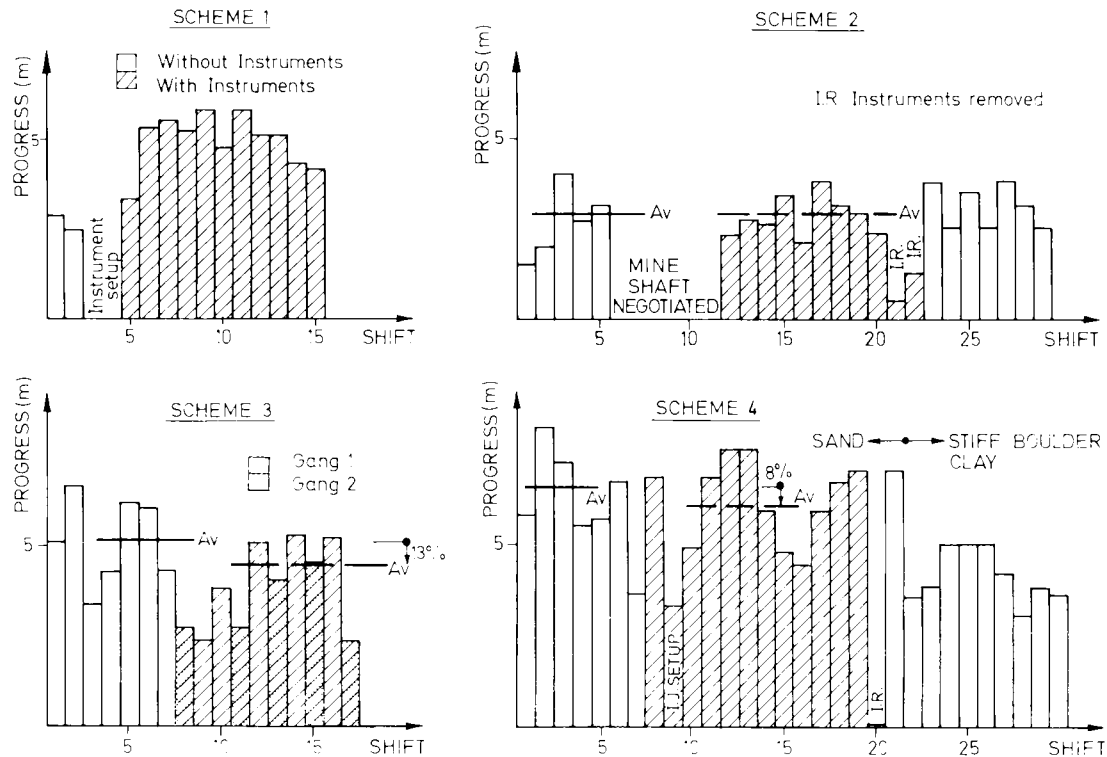 SCHEME 1
PROGRESS (m)
Without Instruments
With Instruments
5
Instrument
setup
5
10
15
SHIFT
SCHEME 2
PROGRESS (m)
I.R. Instruments removed
5
Av
Av
MINE
SHAFT
NEGOTIATED
I.R.
I.R.
5
10
15
20
25
SHIFT
SCHEME 3
PROGRESS (m)
Gang 1
Gang 2
5
Av
Av
13%
5
10
15
SHIFT
SCHEME 4
PROGRESS (m)
SAND
STIFF BOULDER
CLAY
8%
Av
Av
5
I.J. SETUP
I.R.
5
10
15
20
25
SHIFT